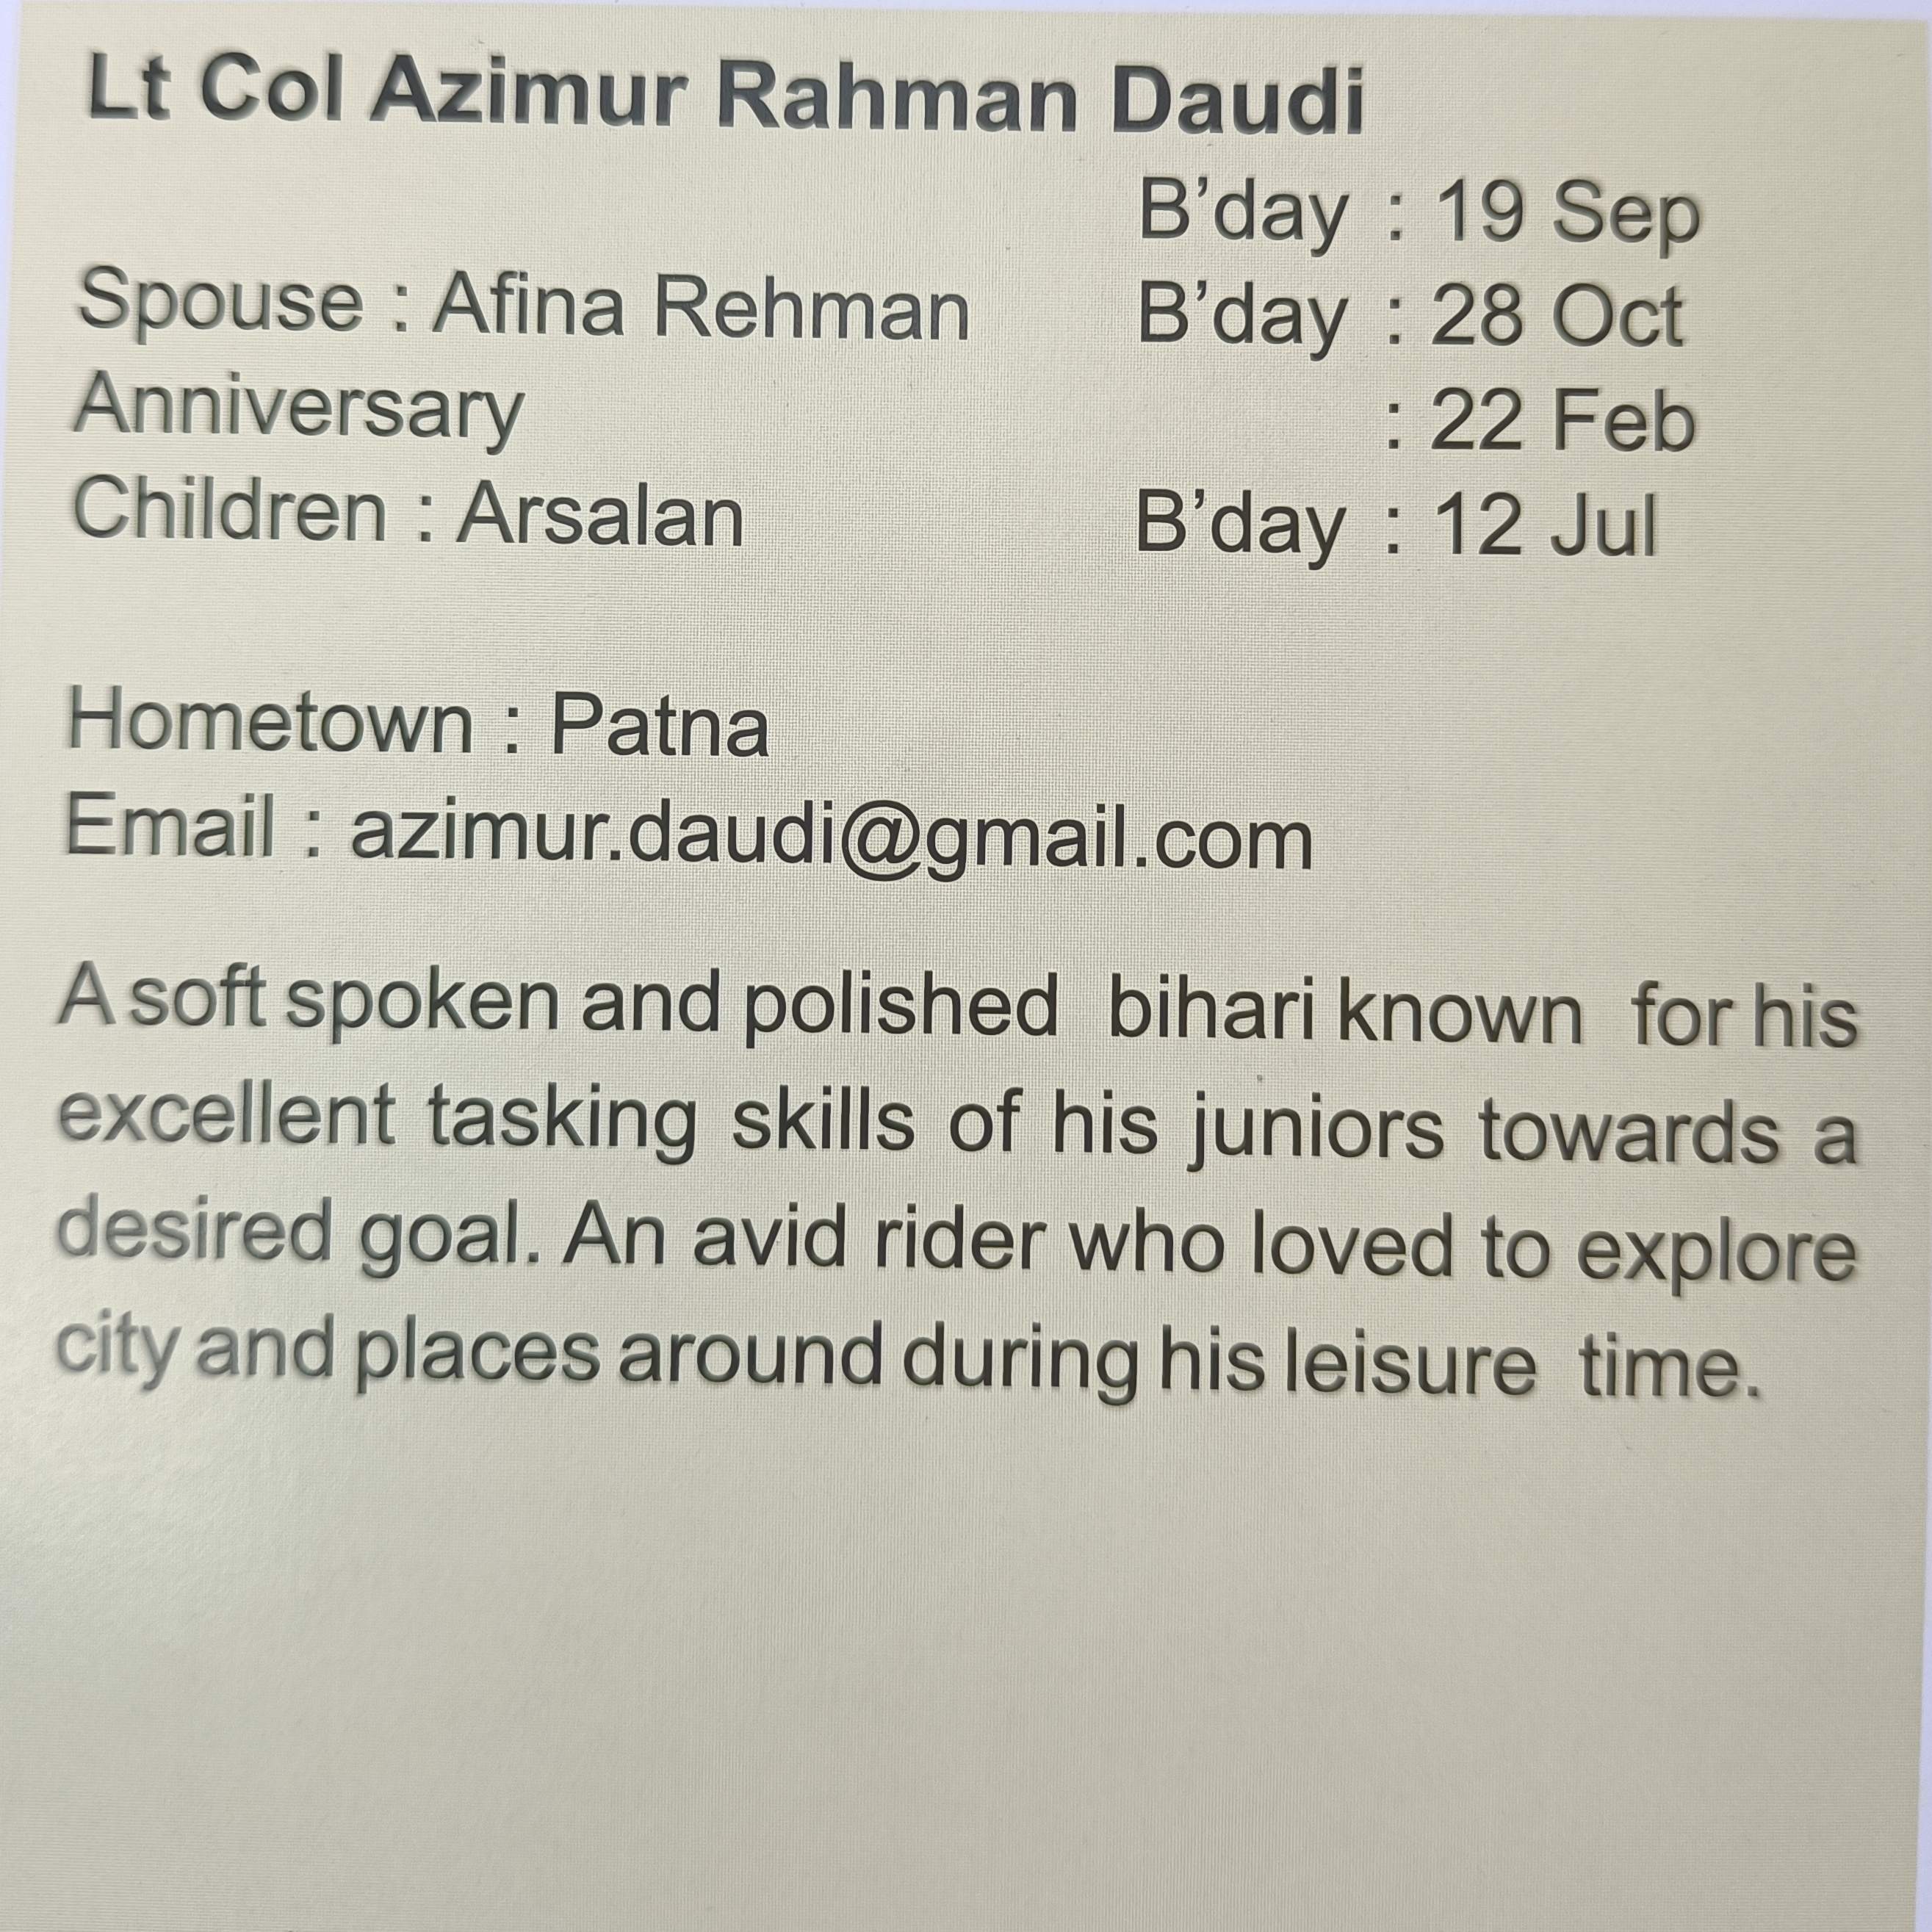 Lt Col Azimur Rahman Daudi
B’day : 19 Sep
Spouse : Afina Rehman B’day : 28 Oct
Anniversary : 22 Feb
Children : Arsalan B’day : 12 Jul
Hometown : Patna
Email : azimur.daudi@gmail.com
A soft spoken and polished bihari known for his
excellent tasking skills of his juniors towards a
desired goal. An avid rider who loved to explore
city and places around during his leisure time.